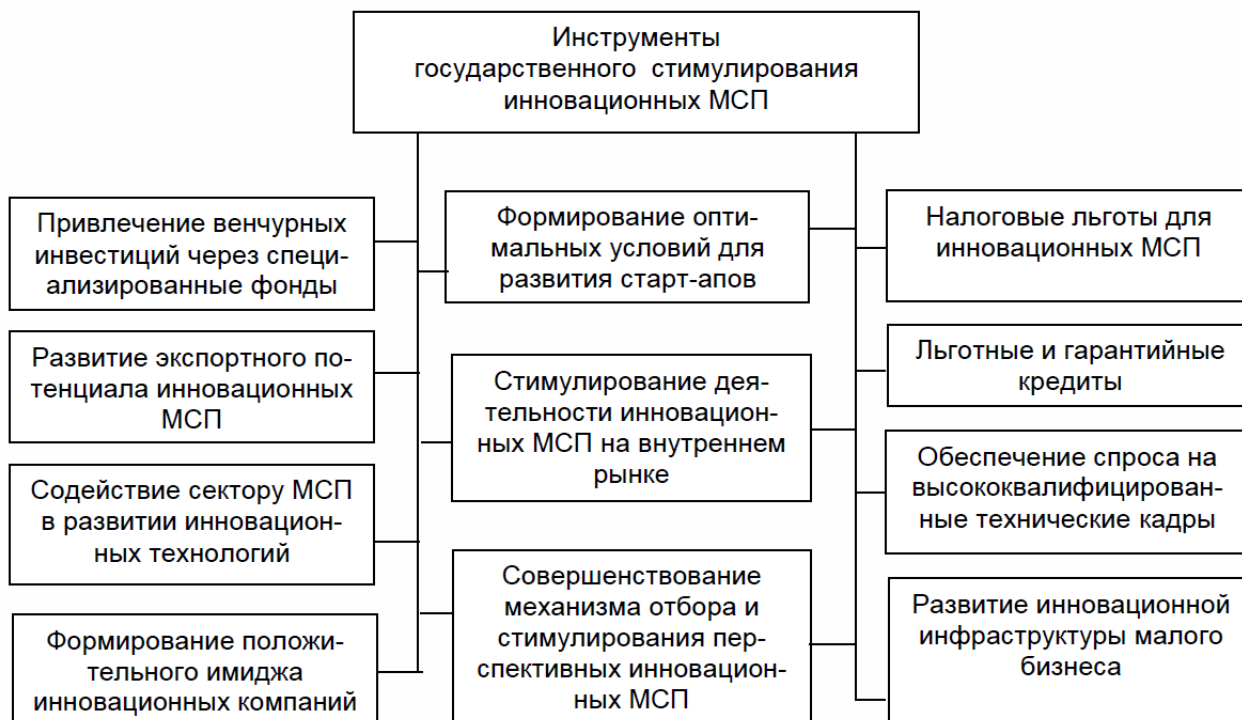 Инструменты
государственного стимулирования
инновационных МСП
Привлечение венчурных
инвестиций через специ-
ализированные фонды
Формирование опти-
мальных условий для
развития старт-апов
Налоговые льготы для
инновационных МСП
Развитие экспортного по-
тенциала инновационных
МСП
Стимулирование дея-
тельности инновацион-
ных МСП на внутреннем
рынке
Льготные и гарантийные
кредиты
Содействие сектору МСП
в развитии инновацион-
ных технологий
Обеспечение спроса на
высококвалифицирован-
ные технические кадры
Формирование положи-
тельного имиджа
инновационных компаний
Совершенствование
механизма отбора и
стимулирования пер-
спективных инновацион-
ных МСП
Развитие инновационной
инфраструктуры малого
бизнеса